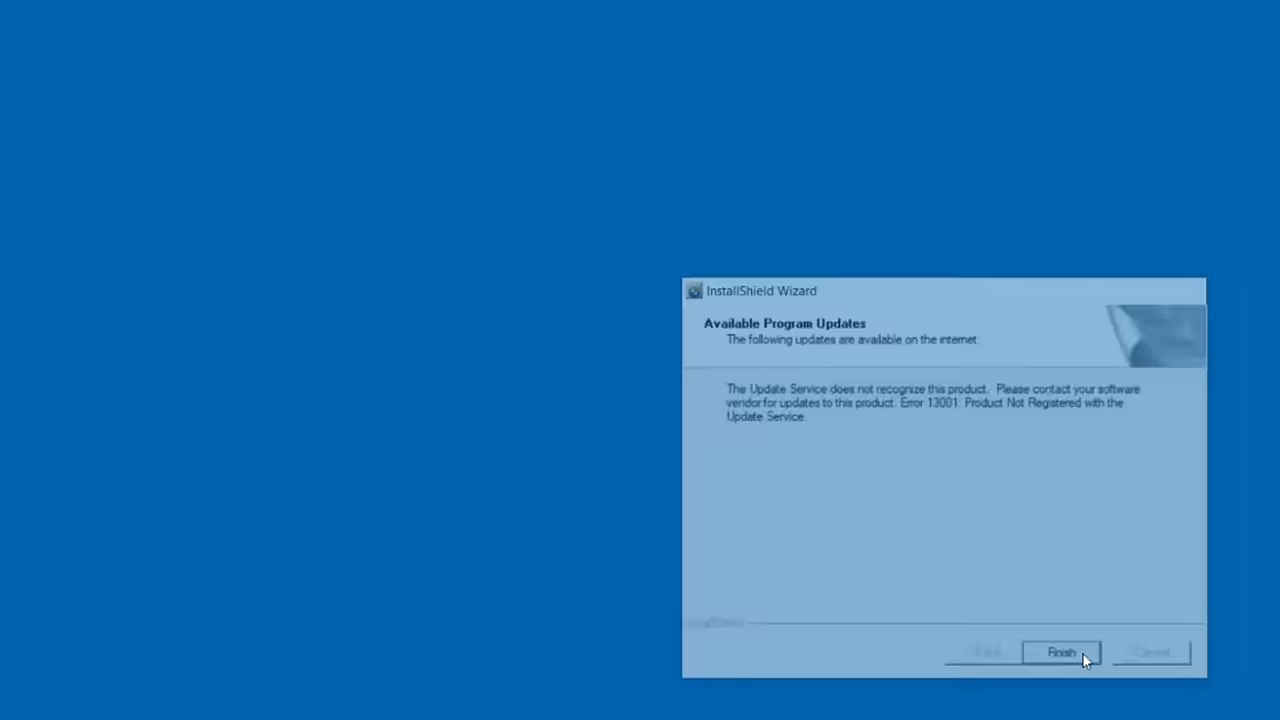 InstallShield Wizard
Available Program Updates
The following updates are available on the internet.
The Update Service does not recognize this product. Please contact your software
vendor for updates to this product. Error 13001: Product Not Registered with the
Update Service.
InstallShield
Finish
Cancel